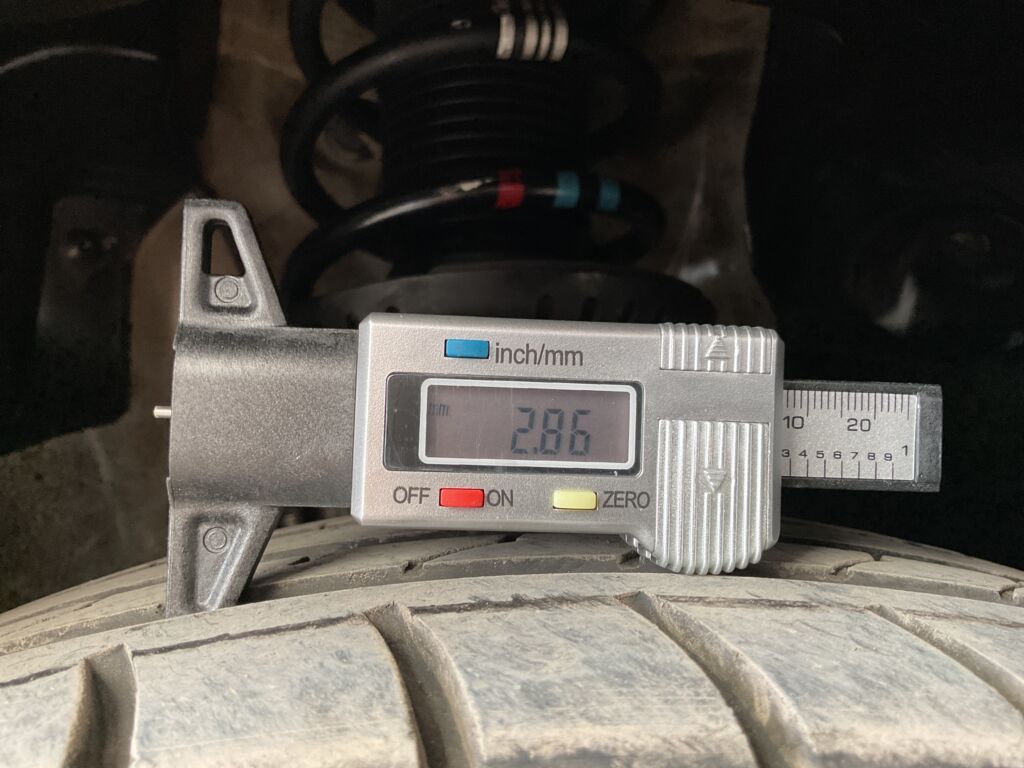 inch/mm
mm 2.86
OFF ON ZERO
10 20
3 4 5 6 7 8 9 1